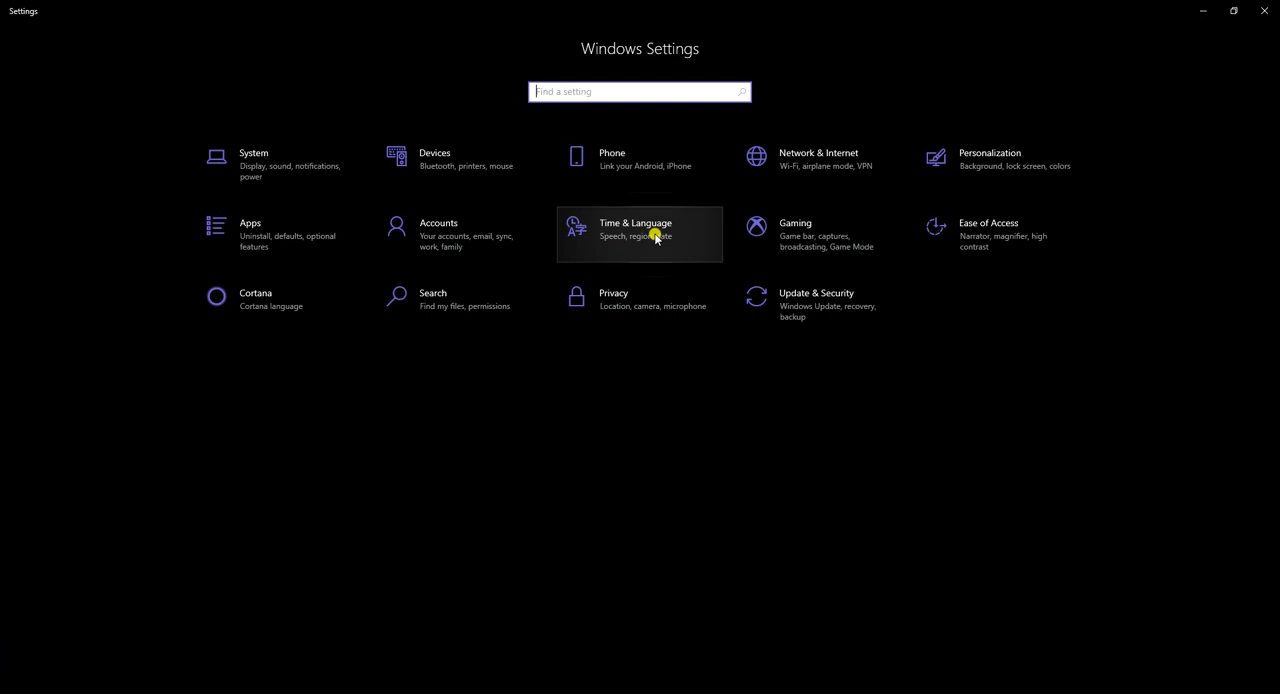 Settings
Windows Settings
Find a setting
System
Display, sound, notifications,
power
Devices
Bluetooth, printers, mouse
Phone
Link your Android, iPhone
Network & Internet
Wi-Fi, airplane mode, VPN
Personalization
Background, lock screen, colors
Apps
Uninstall, defaults, optional
features
Accounts
Your accounts, email, sync,
work, family
Time & Language
Speech,
Gaming
Game bar, captures,
broadcasting, Game Mode
Ease of Access
Narrator, magnifier, high
contrast
Cortana
Cortana language
Search
Find my files, permissions
Privacy
Location, camera, microphone
Update & Security
Windows Update, recovery,
backup